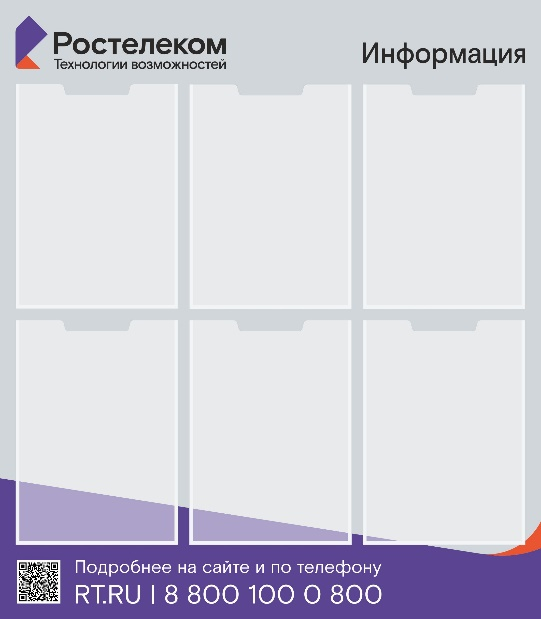 Ростелеком
Технологии возможностей
Информация
Подробнее на сайте и по телефону
RT.RU | 8 800 100 0 800